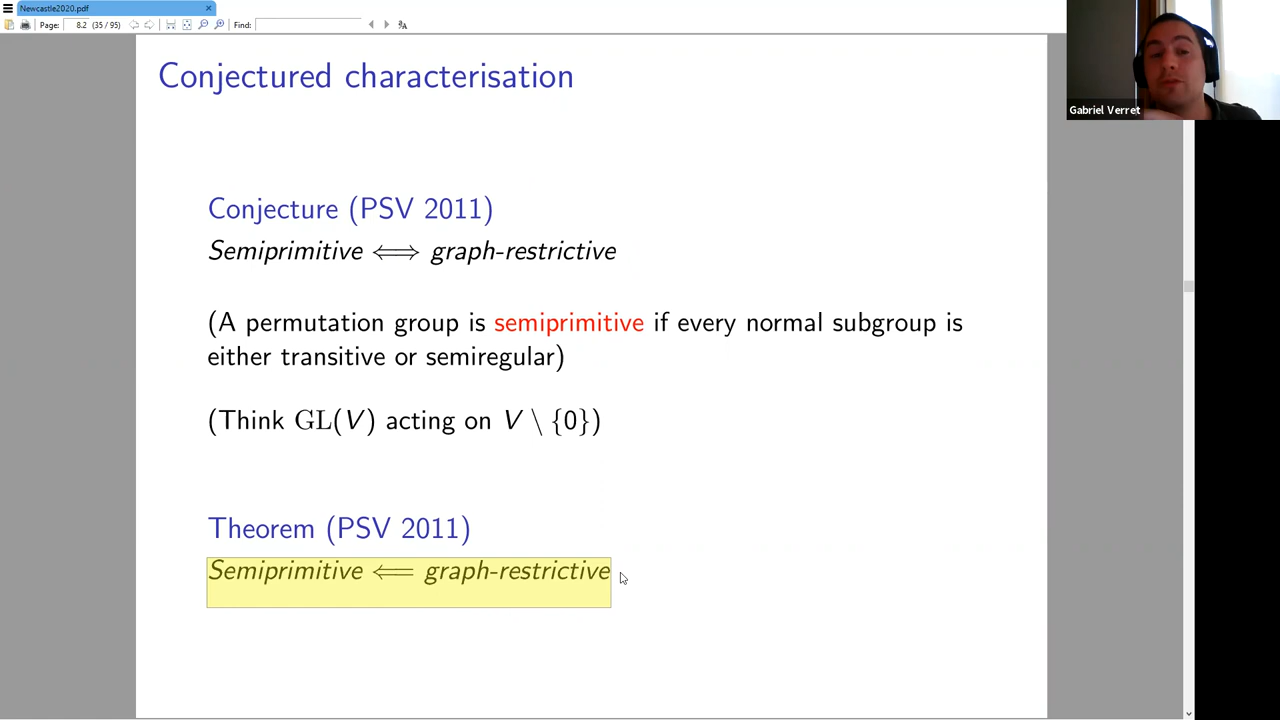 Newcastle2020.pdf
Page: 8.2 (35 / 95) Find:
Conjectured characterisation
Gabriel Verret
Conjecture (PSV 2011)
Semiprimitive ⟺ graph-restrictive
(A permutation group is semiprimitive if every normal subgroup is
either transitive or semiregular)
(Think GL(V) acting on V \ {0})
Theorem (PSV 2011)
Semiprimitive ⟸ graph-restrictive